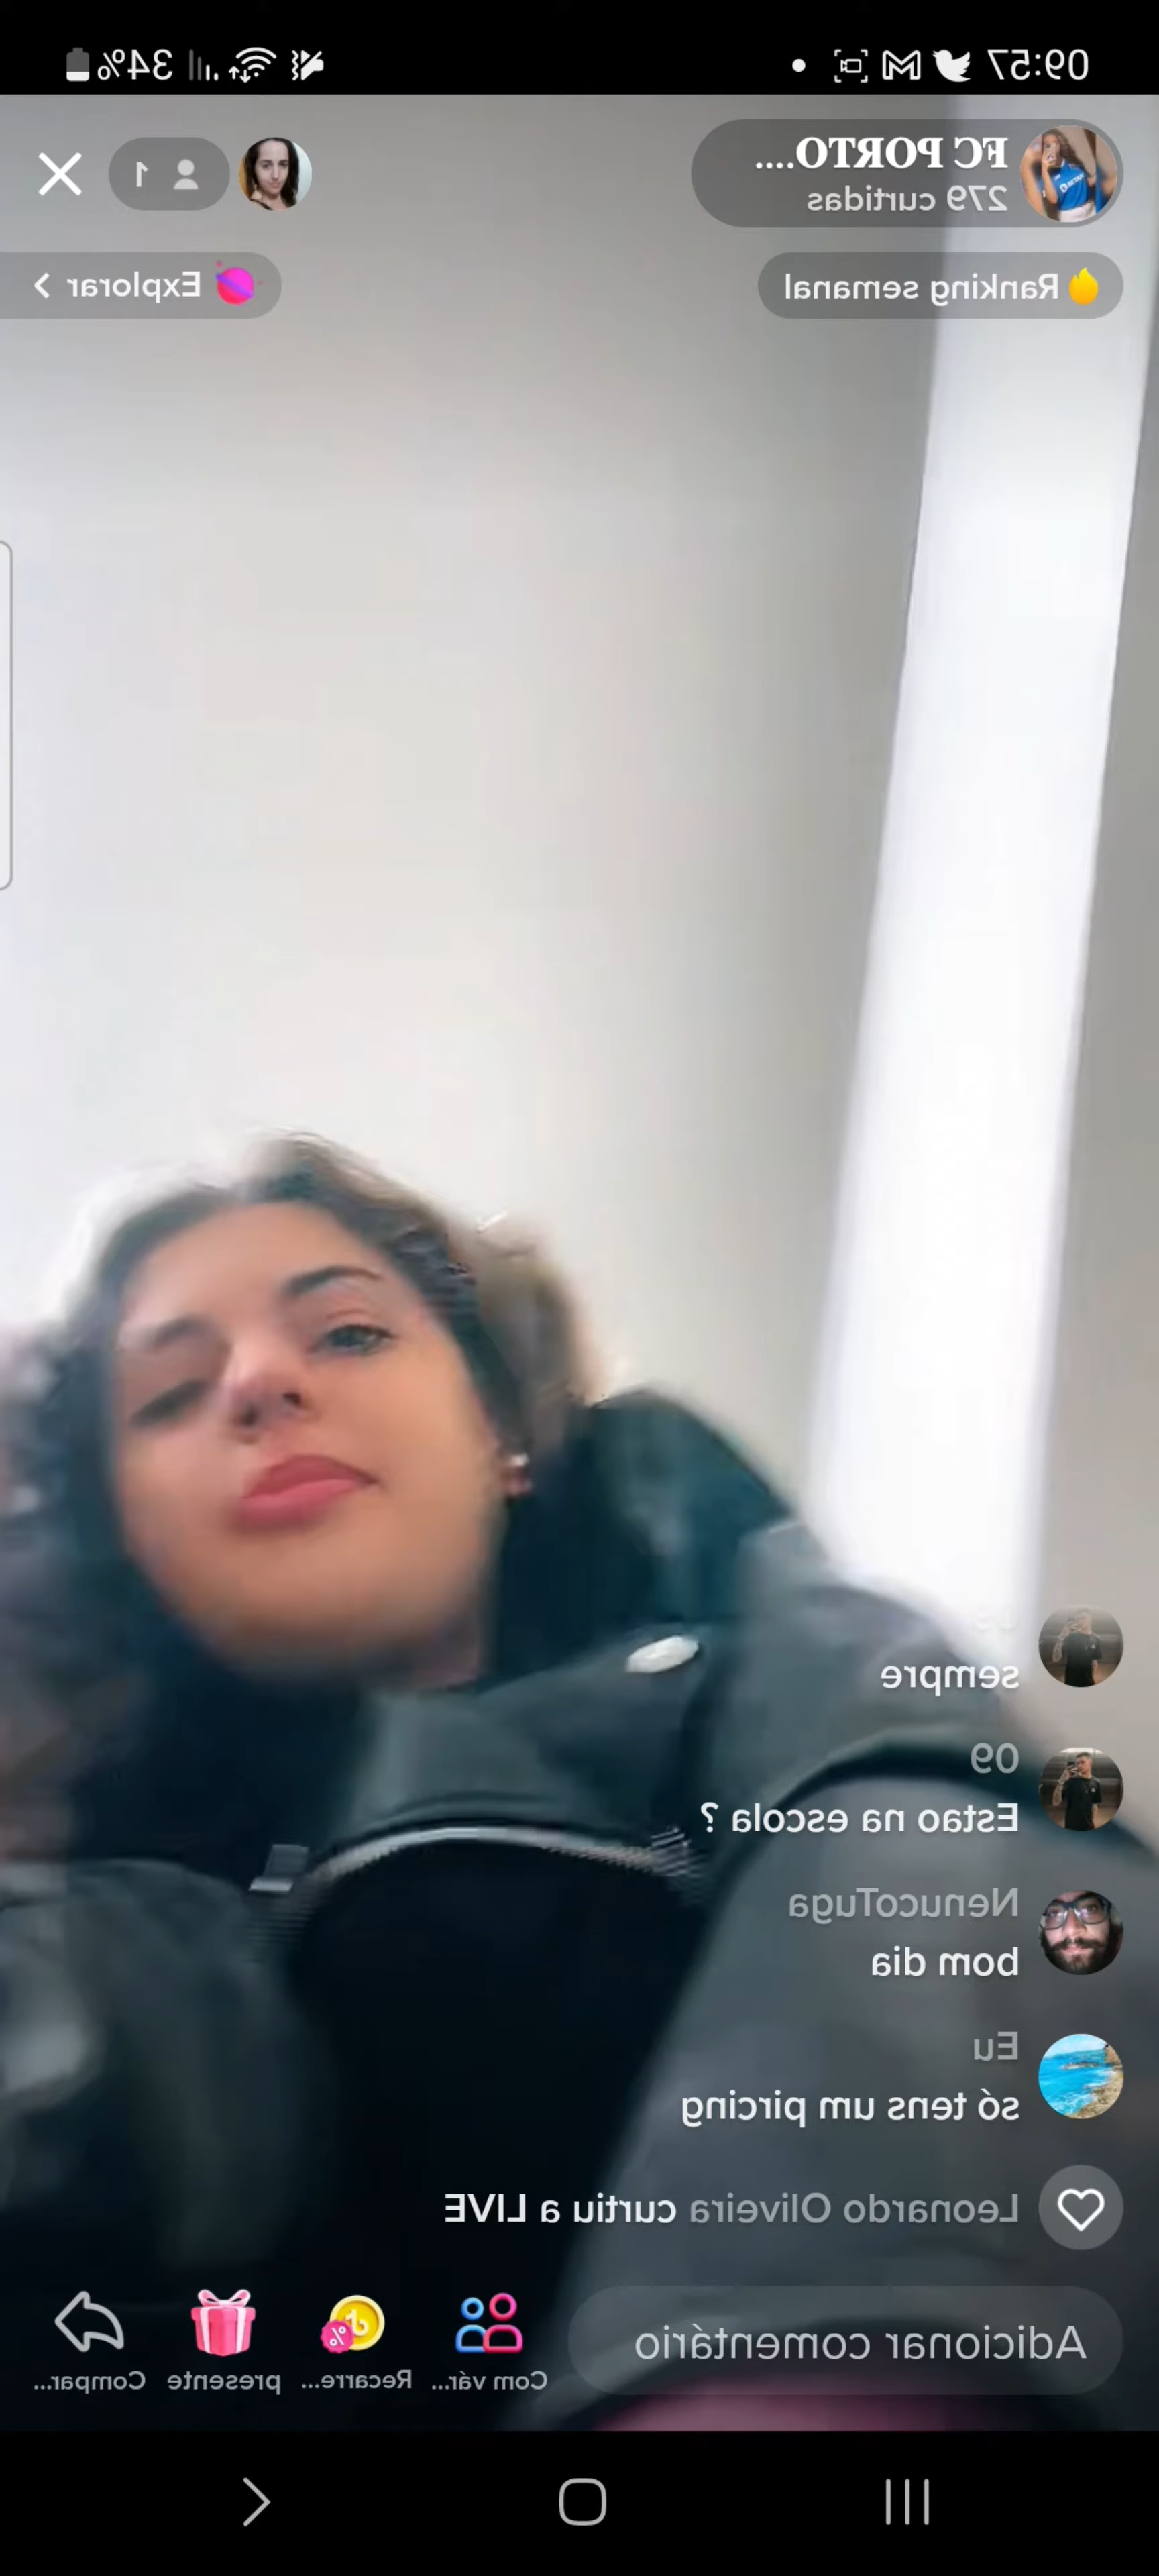 09:57
34%
FC PORTO....
279 curtidas
1
Ranking semanal
Explorar >
sempre
09
Estao na escola ?
NenucoTuga
bom dia
Eu
só tens um pircing
Leonardo Oliveira curtiu a LIVE
Adicionar comentário
Com vár...
Recarre...
presente
Compar...